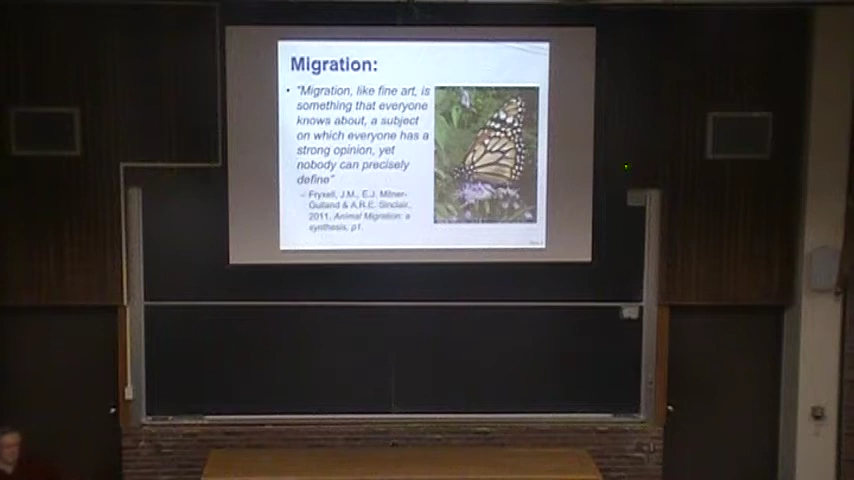 Migration:
• "Migration, like fine art, is
something that everyone
knows about, a subject
on which everyone has a
strong opinion, yet
nobody can precisely
define"
– Fryxell, J.M., E.J. Milner-
Gulland & A.R.E. Sinclair,
2011. Animal Migration: a
synthesis, p1.